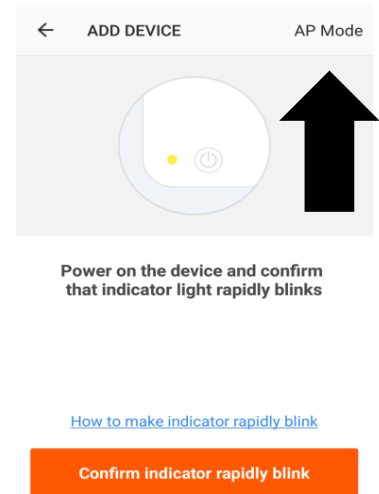 ADD DEVICE AP Mode
Power on the device and confirm
that indicator light rapidly blinks
How to make indicator rapidly blink
Confirm indicator rapidly blink